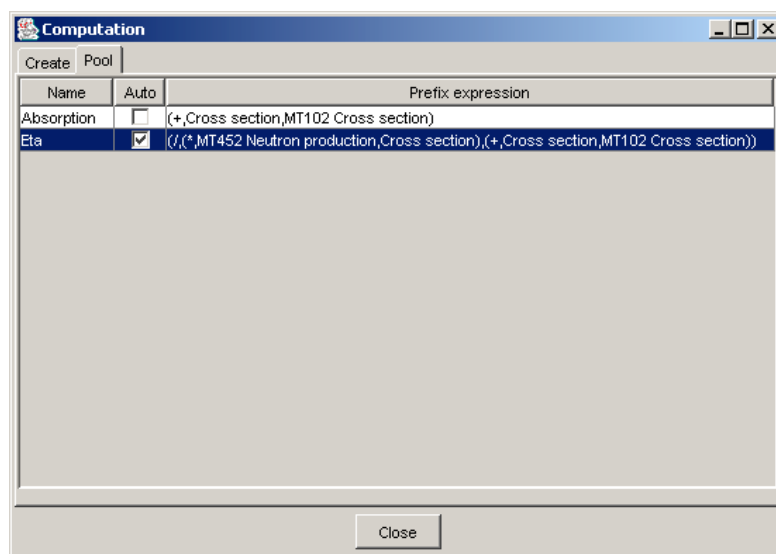 Computation
Create Pool
Name Auto Prefix expression
Absorption (+,Cross section,MT102 Cross section)
Eta (/,(*,MT452 Neutron production,Cross section),(+,Cross section,MT102 Cross section))
Close